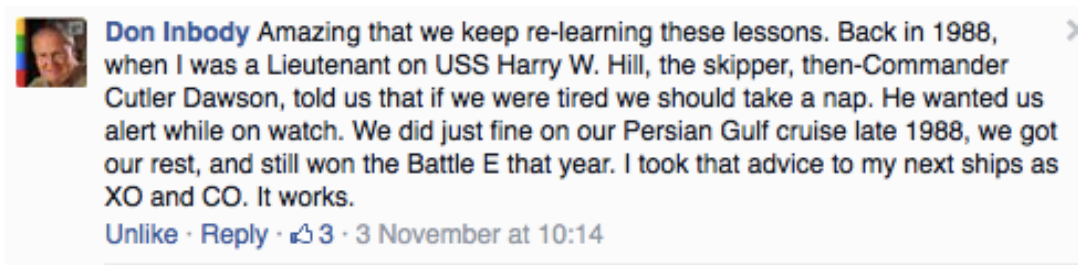 Don Inbody Amazing that we keep re-learning these lessons. Back in 1988,
when I was a Lieutenant on USS Harry W. Hill, the skipper, then-Commander
Cutler Dawson, told us that if we were tired we should take a nap. He wanted us
alert while on watch. We did just fine on our Persian Gulf cruise late 1988, we got
our rest, and still won the Battle E that year. I took that advice to my next ships as
XO and CO. It works.
Unlike · Reply · 3 · 3 November at 10:14